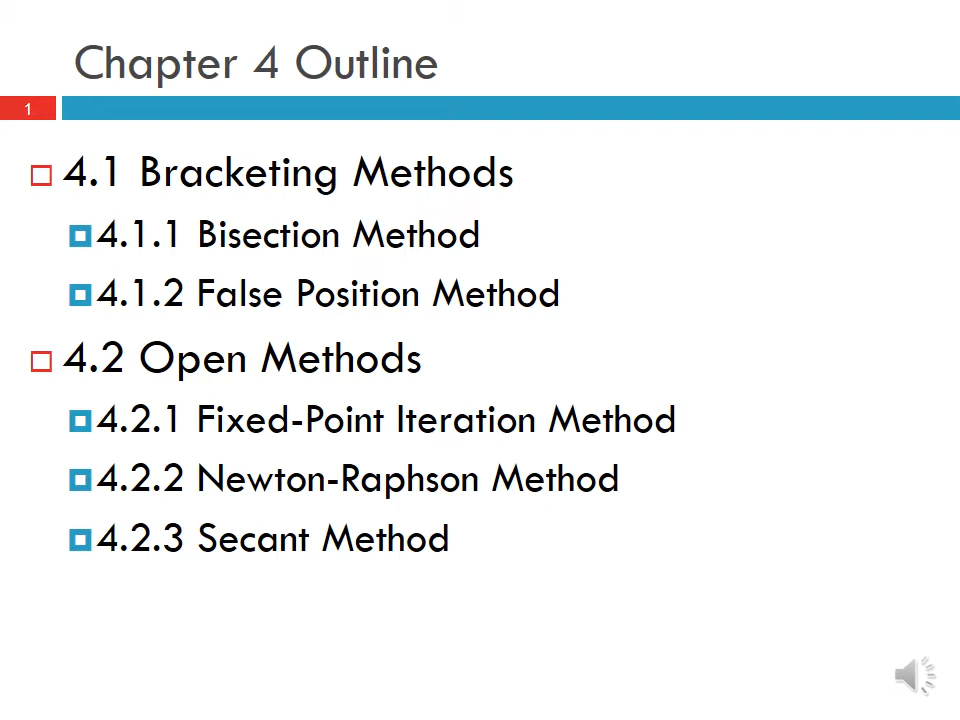 Chapter 4 Outline
1
4.1 Bracketing Methods
4.1.1 Bisection Method
4.1.2 False Position Method
4.2 Open Methods
4.2.1 Fixed-Point Iteration Method
4.2.2 Newton-Raphson Method
4.2.3 Secant Method